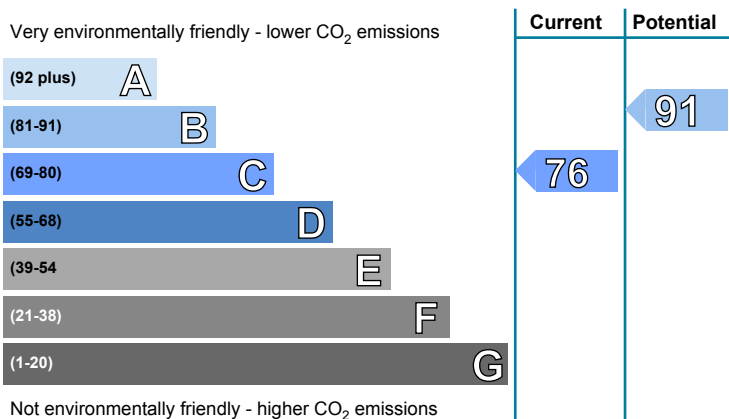 Very environmentally friendly - lower CO₂ emissions
Current
Potential
(92 plus) A
(81-91) B
91
(69-80) C
76
(55-68) D
(39-54 E
(21-38) F
(1-20) G
Not environmentally friendly - higher CO₂ emissions